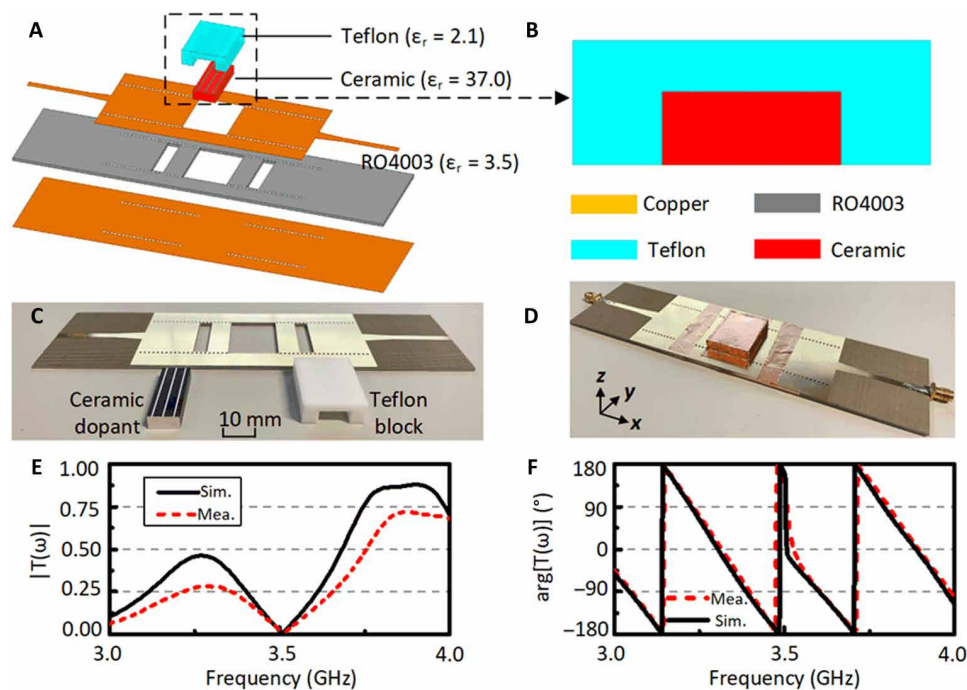 A
Teflon (εr = 2.1)
Ceramic (εr = 37.0)
RO4003 (εr = 3.5)
B
Copper
RO4003
Teflon
Ceramic
C
Ceramic
dopant
10 mm
Teflon
block
D
z
y
x
E
1.00
0.75
0.50
0.25
0.00
|T(ω)|
Sim.
Mea.
3.0
3.5
4.0
Frequency (GHz)
F
180
90
0
−90
−180
arg[T(ω)] (°)
Mea.
Sim.
3.0
3.5
4.0
Frequency (GHz)